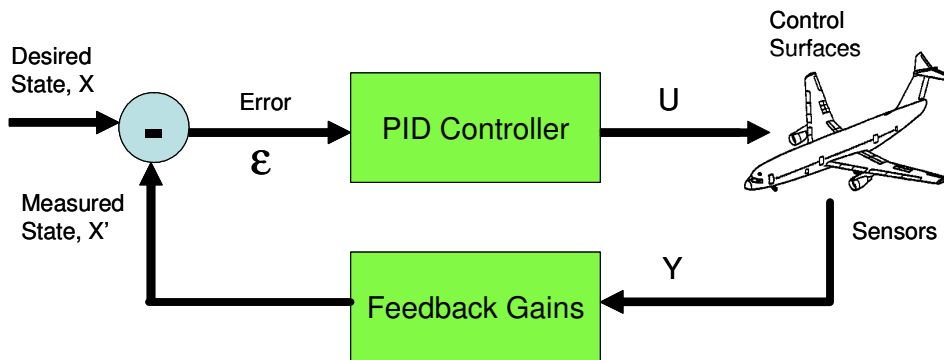 Desired
State, X
-
Error
ε
PID Controller
U
Control
Surfaces
Measured
State, X'
Feedback Gains
Y
Sensors